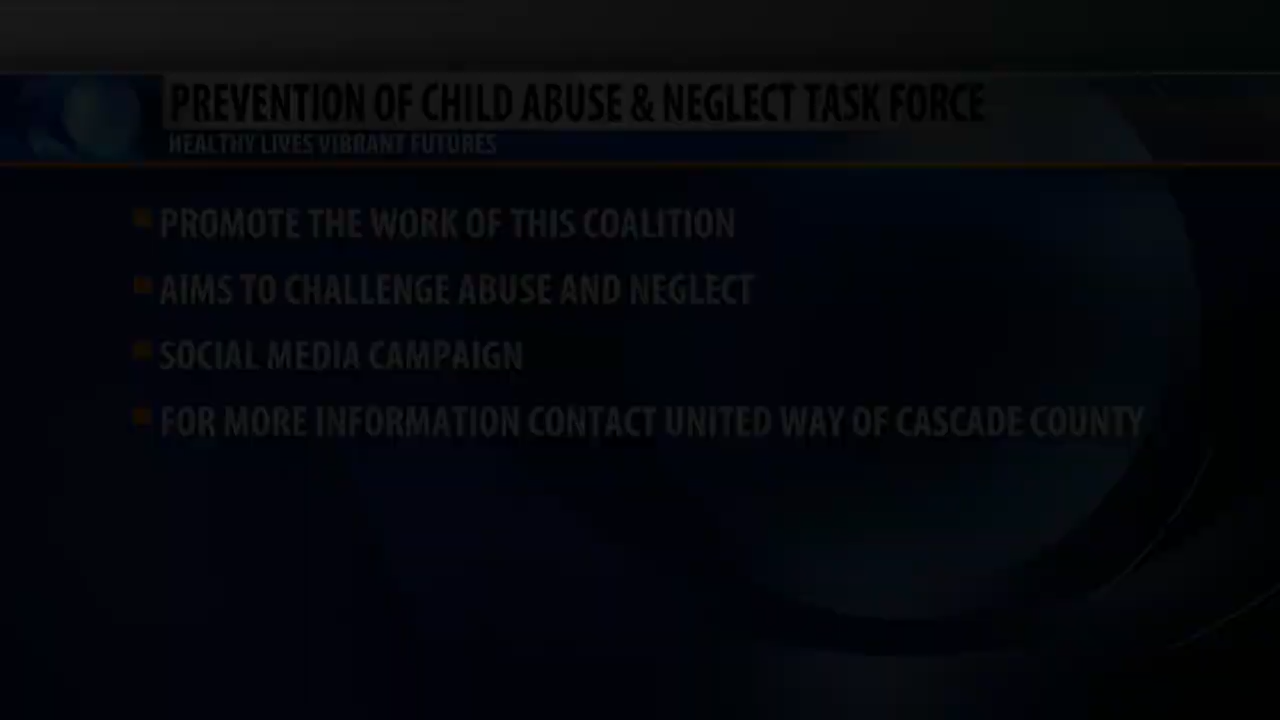 PREVENTION OF CHILD ABUSE & NEGLECT TASK FORCE
HEALTHY LIVES VIBRANT FUTURES
PROMOTE THE WORK OF THIS COALITION
AIMS TO CHALLENGE ABUSE AND NEGLECT
SOCIAL MEDIA CAMPAIGN
FOR MORE INFORMATION CONTACT UNITED WAY OF CASCADE COUNTY